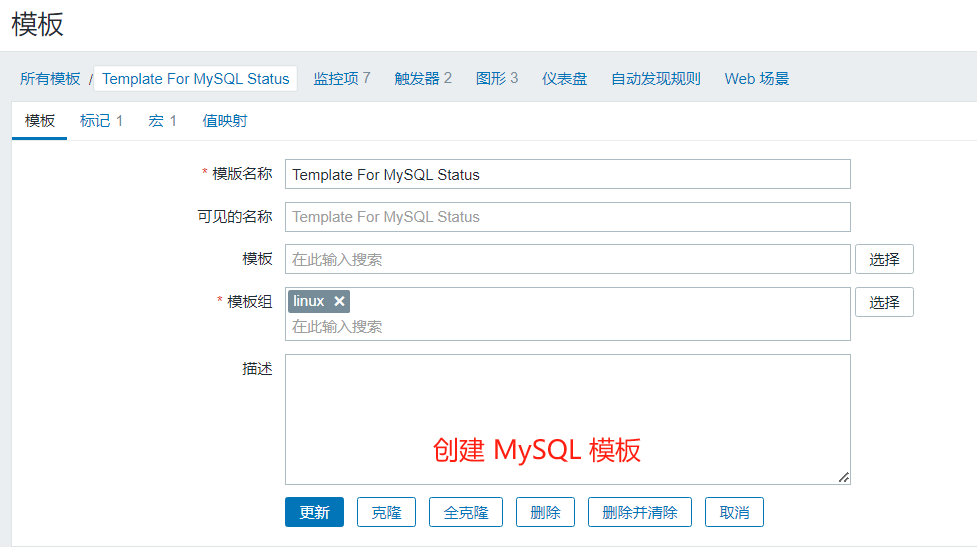 模板
所有模板 / Template For MySQL Status 监控项 7 触发器 2 图形 3 仪表盘 自动发现规则 Web 场景
模板 标记 1 宏 1 值映射
* 模版名称 Template For MySQL Status
可见的名称 Template For MySQL Status
模板 在此输入搜索 选择
* 模板组 linux ✕ 选择
在此输入搜索
描述
创建 MySQL 模板
更新 克隆 全克隆 删除 删除并清除 取消